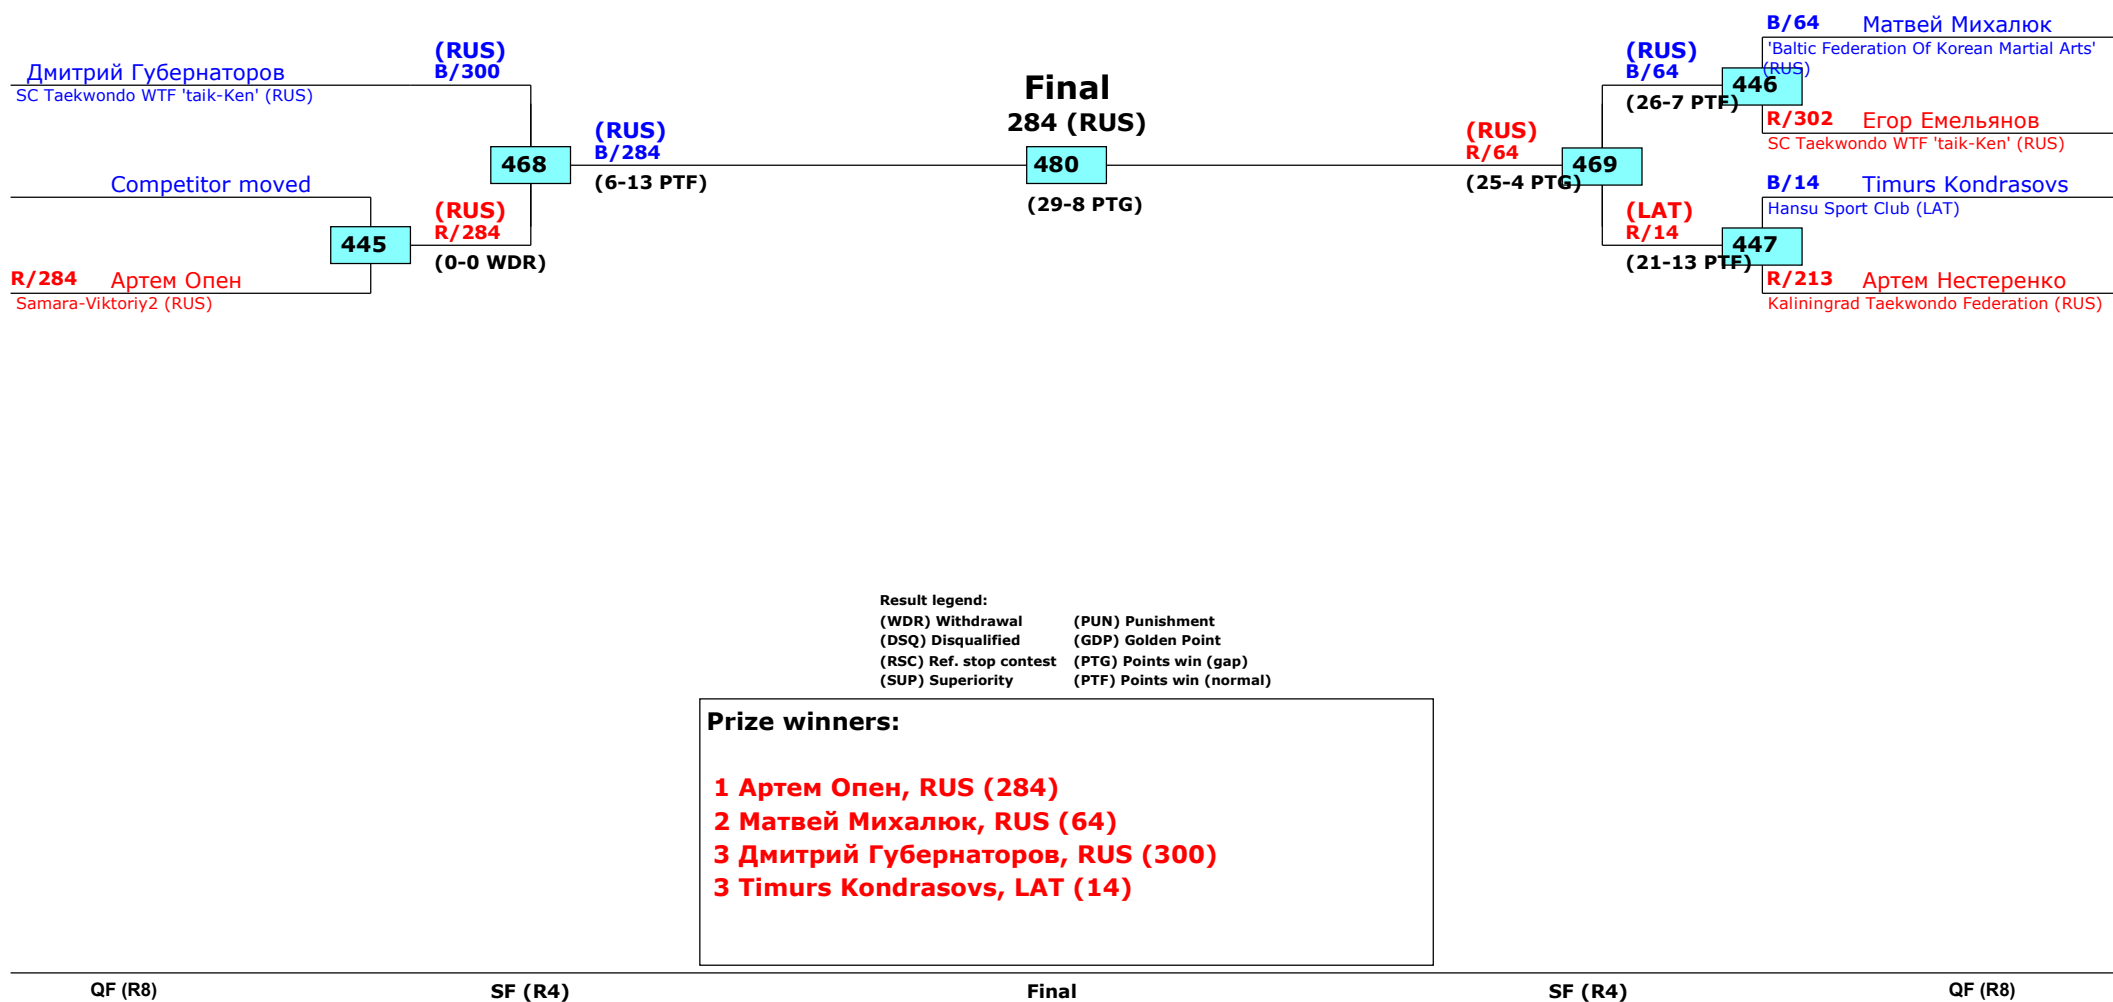 Дмитрий Губернаторов
SC Taekwondo WTF 'taik-Ken' (RUS)
(RUS)
B/300
468
Competitor moved
445
R/284 Артем Опен
Samara-Viktoriy2 (RUS)
(RUS)
R/284
(0-0 WDR)
(RUS)
B/284
(6-13 PTF)
Final
284 (RUS)
480
(29-8 PTG)
(RUS)
R/64
(25-4 PTG)
469
(RUS)
B/64
(26-7 PTF)
446
B/64 Матвей Михалюк
'Baltic Federation Of Korean Martial Arts'
(RUS)
R/302 Егор Емельянов
SC Taekwondo WTF 'taik-Ken' (RUS)
(LAT)
R/14
(21-13 PTF)
447
B/14 Timurs Kondrasovs
Hansu Sport Club (LAT)
R/213 Артем Нестеренко
Kaliningrad Taekwondo Federation (RUS)
Result legend:
(WDR) Withdrawal (PUN) Punishment
(DSQ) Disqualified (GDP) Golden Point
(RSC) Ref. stop contest (PTG) Points win (gap)
(SUP) Superiority (PTF) Points win (normal)
Prize winners:
1 Артем Опен, RUS (284)
2 Матвей Михалюк, RUS (64)
3 Дмитрий Губернаторов, RUS (300)
3 Timurs Kondrasovs, LAT (14)
QF (R8) SF (R4) Final SF (R4) QF (R8)